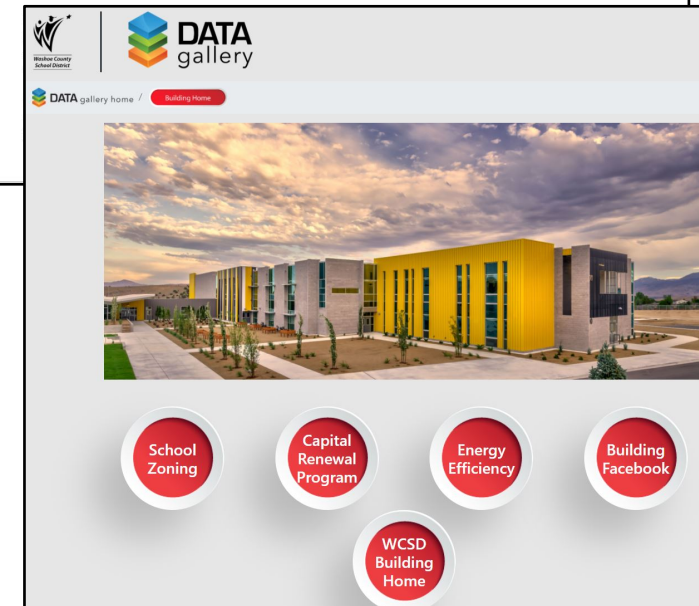 Washoe County
School District
DATA
gallery
DATA gallery home / Building Home
School
Zoning
Capital
Renewal
Program
Energy
Efficiency
Building
Facebook
WCSD
Building
Home